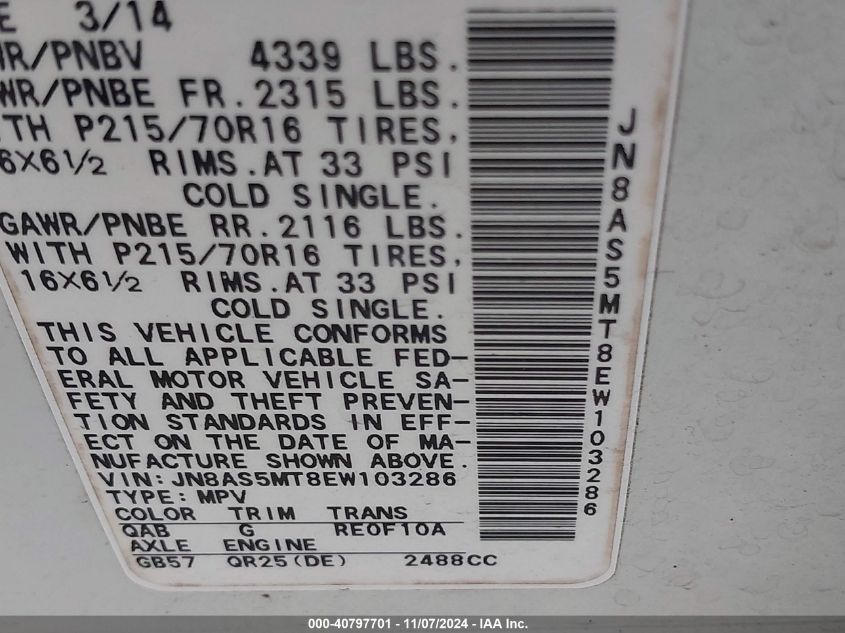 E 3/14
WR/PNBV 4339 LBS.
WR/PNBE FR. 2315 LBS.
TH P215/70R16 TIRES,
6X6½ RIMS. AT 33 PSI
COLD SINGLE.
GAWR/PNBE RR. 2116 LBS.
WITH P215/70R16 TIRES,
16X6½ RIMS. AT 33 PSI
COLD SINGLE.
THIS VEHICLE CONFORMS
TO ALL APPLICABLE FED-
ERAL MOTOR VEHICLE SA-
FETY AND THEFT PREVEN-
TION STANDARDS IN EFF-
ECT ON THE DATE OF MA-
NUFACTURE SHOWN ABOVE.
VIN: JN8AS5MT8EW103286
TYPE: MPV
COLOR TRIM TRANS
QAB G RE0F10A
AXLE ENGINE
GB57 QR25(DE) 2488CC
JN8AS5MT8EW103286
000-40797701 - 11/07/2024 - IAA Inc.